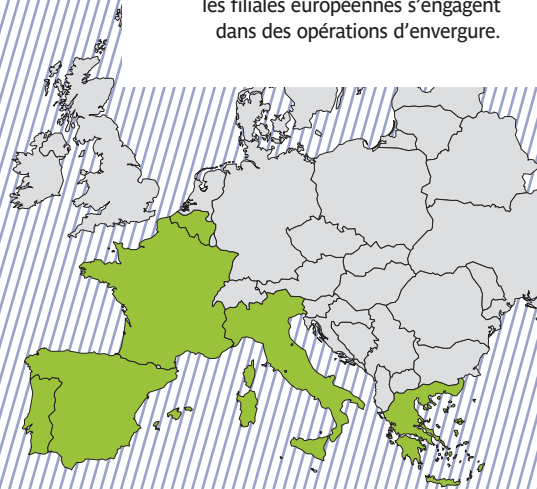 les filiales européennes s’engagent
dans des opérations d’envergure.